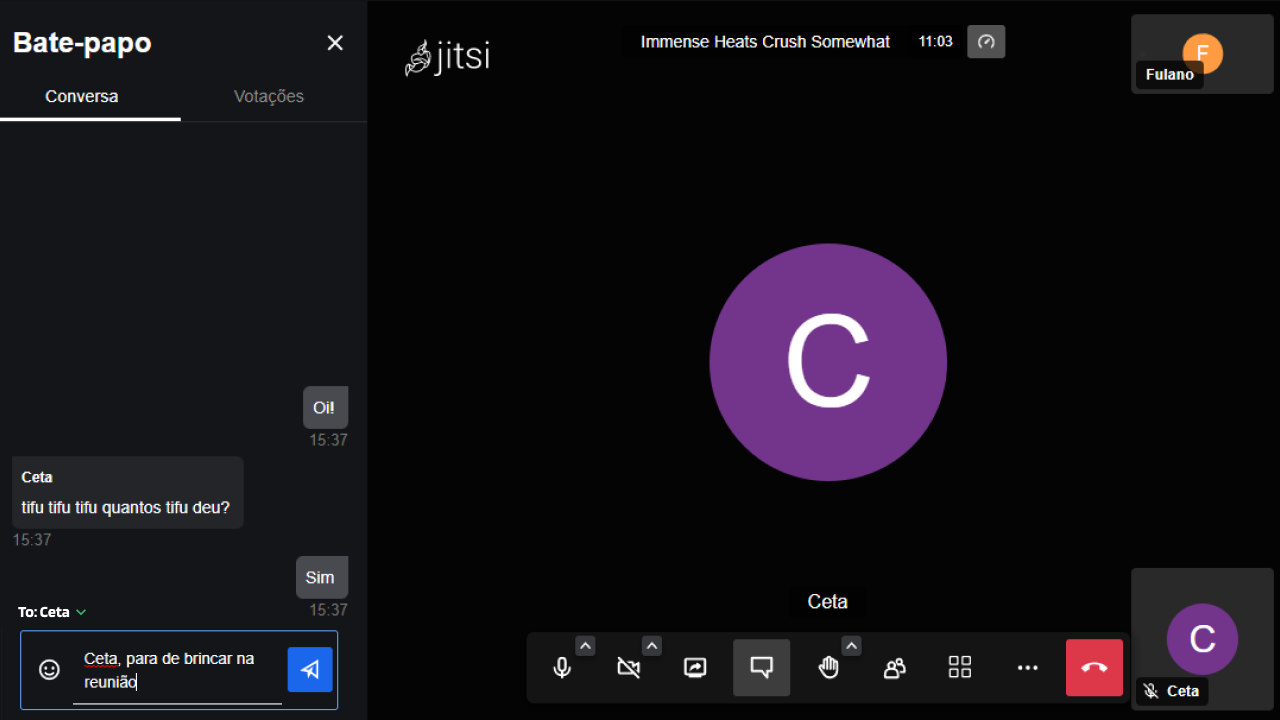 Bate-papo
Conversa
Votações
Oi!
15:37
Ceta
tifu tifu tifu quantos tifu deu?
15:37
Sim
15:37
To: Ceta
Ceta, para de brincar na
reunião
jitsi
Immense Heats Crush Somewhat
11:03
F
Fulano
C
Ceta
C
Ceta